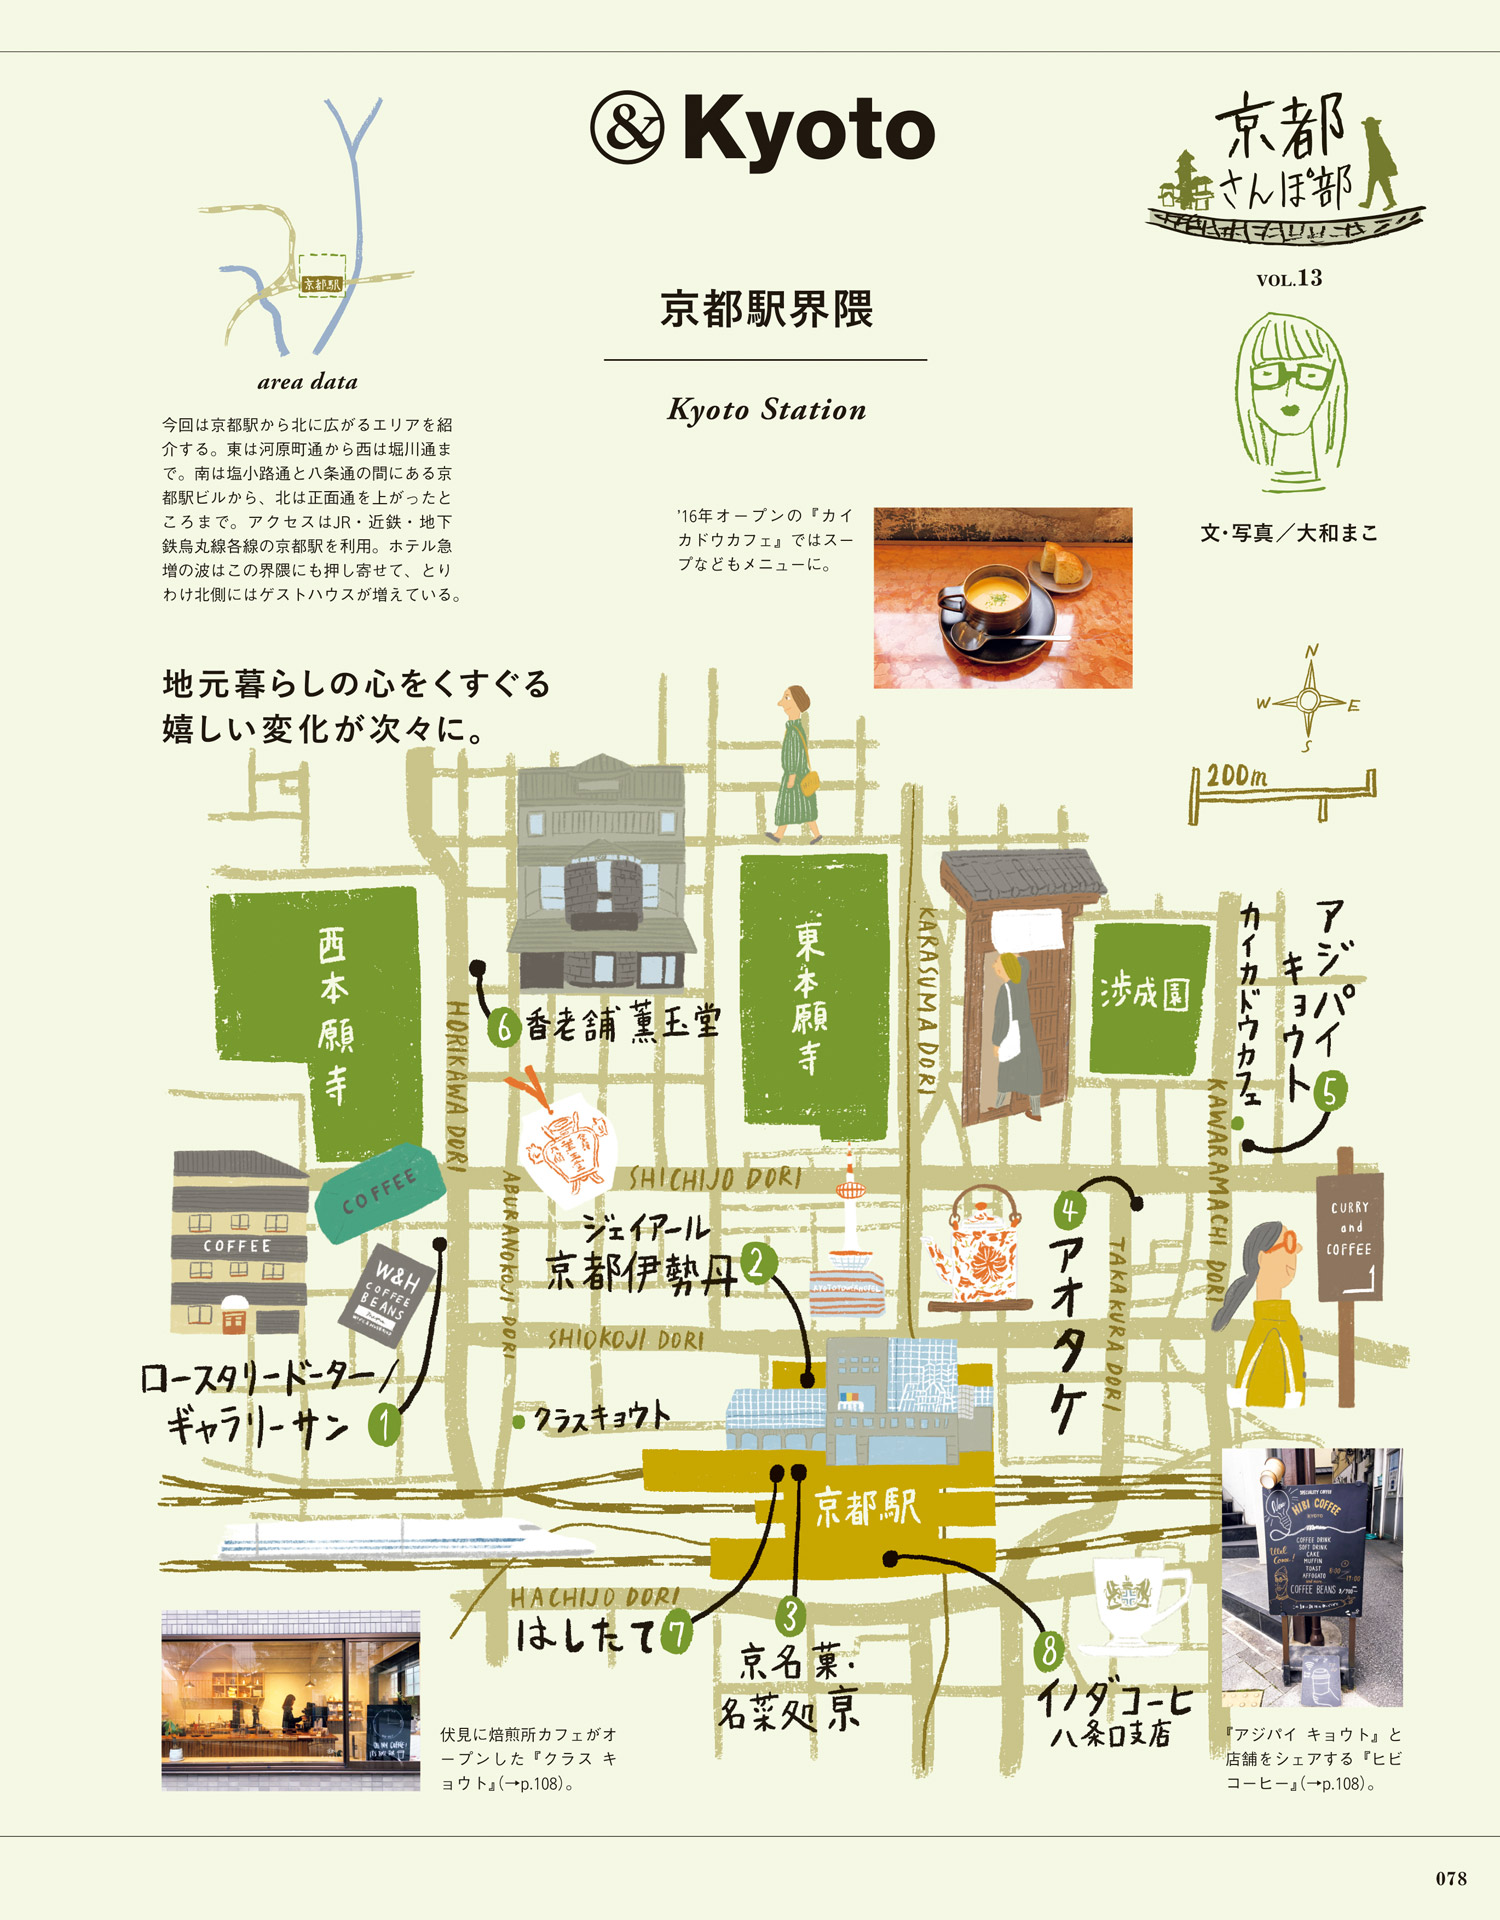 & Kyoto
京都
さんぽ部
VOL.13
京都駅界隈
Kyoto Station
文・写真／大和まこ
京都駅
area data
今回は京都駅から北に広がるエリアを紹
介する。東は河原町通から西は堀川通ま
で。南は塩小路通と八条通の間にある京
都駅ビルから、北は正面通を上がったと
ころまで。アクセスはJR・近鉄・地下
鉄烏丸線各線の京都駅を利用。ホテル急
増の波はこの界隈にも押し寄せて、とり
わけ北側にはゲストハウスが増えている。
’16年オープンの『カイ
カドウカフェ』ではスー
プなどもメニューに。
地元暮らしの心をくすぐる
嬉しい変化が次々に。
N
W
E
S
200m
西本願寺
東本願寺
渉成園
カイカドウカフェ
アジパイ
キョウト
5
6 香老舗 薫玉堂
HORIKAWA DORI
KARASUMA DORI
KAWARAMACHI DORI
SHICHIJO DORI
ABURANOKOJI DORI
TAKAKURA DORI
SHIOKOJI DORI
COFFEE
COFFEE
W&H
COFFEE
BEANS
ジェイアール
京都伊勢丹 2
4
アオタケ
CURRY
and
COFFEE
ロースタリードーター/
ギャラリーサン 1
クラスキョウト
京都駅
HACHIJO DORI
はしたて 7
3
京名菓・
名菜処 亰
8
イノダコーヒ
八条口支店
SPECIALITY COFFEE
New
HIBI COFFEE
KYOTO
COFFEE DRINK
SOFT DRINK
CAKE
MUFFIN
TOAST
AFFOGATO
COFFEE BEANS
伏見に焙煎所カフェがオ
ープンした『クラス キ
ョウト』（→p.108）。
『アジパイ キョウト』と
店舗をシェアする『ヒビ
コーヒー』（→p.108）。
078